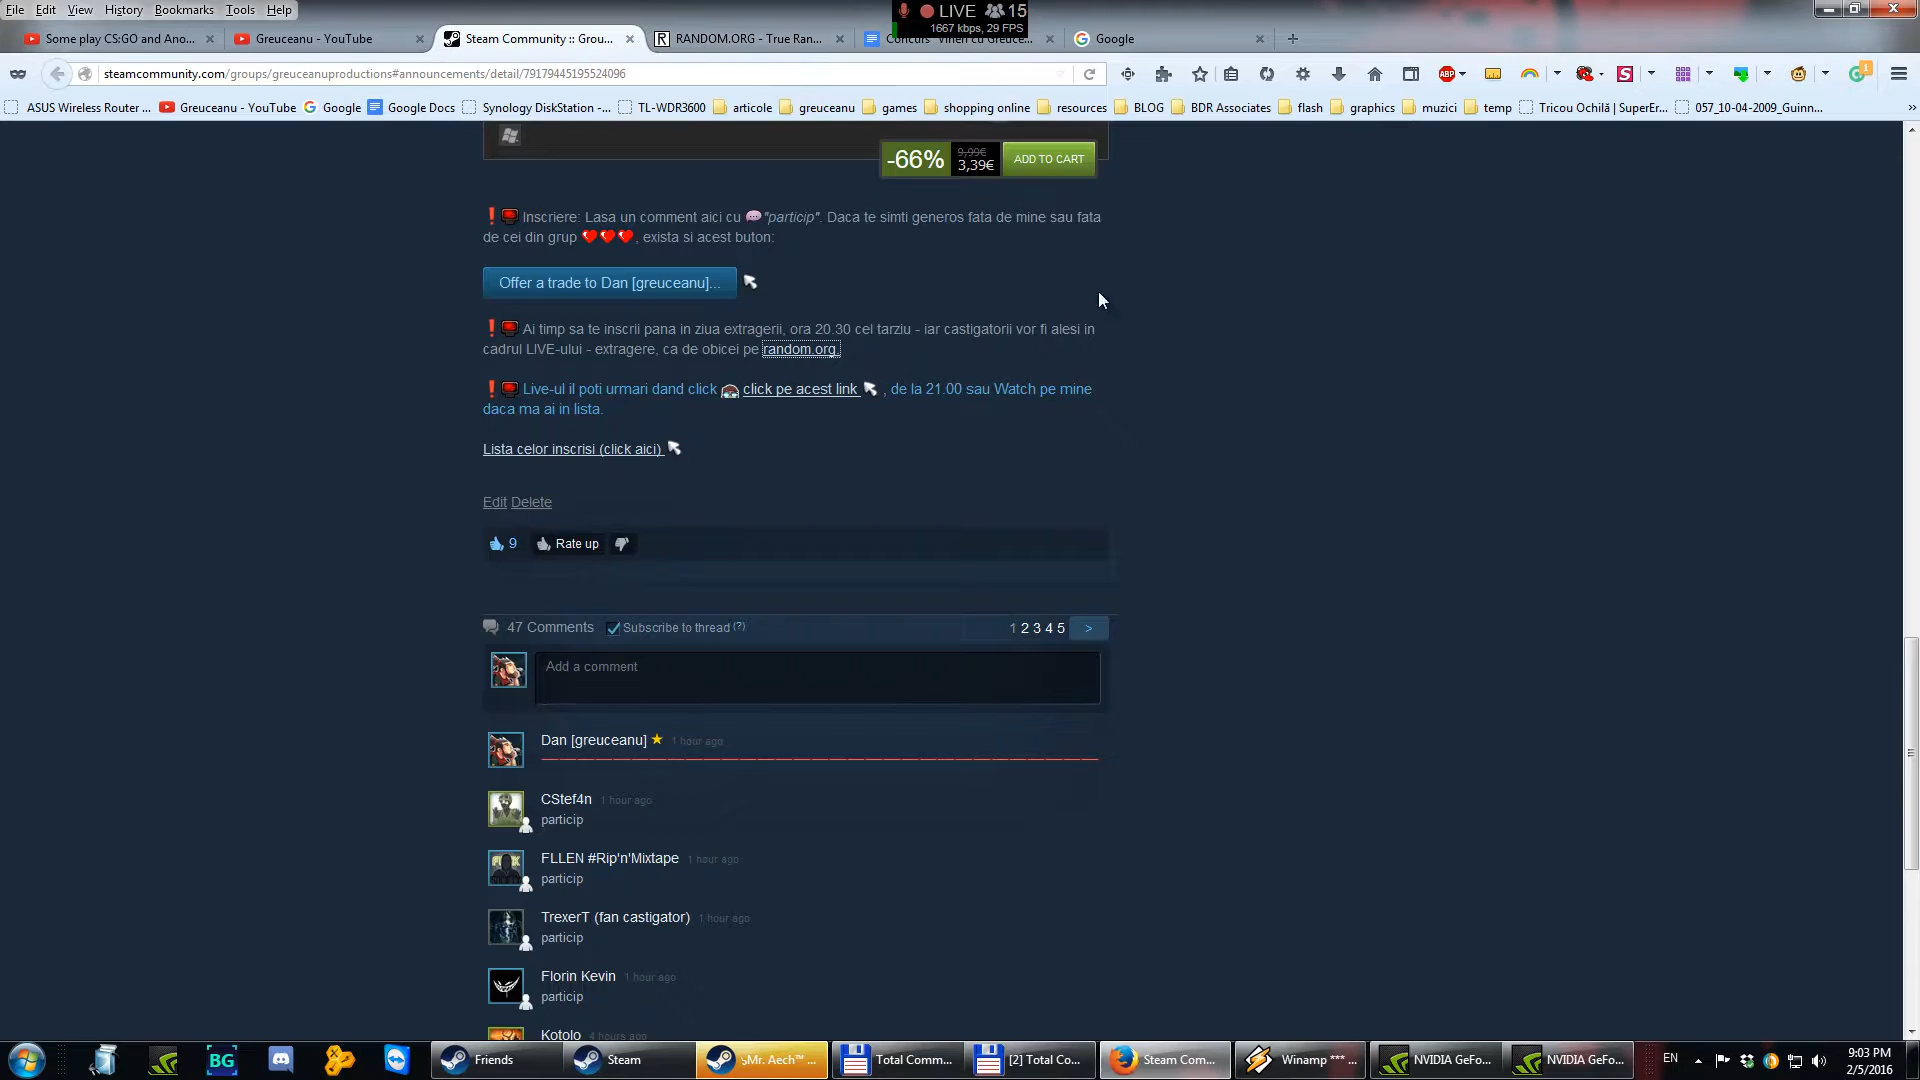 File Edit View History Bookmarks Tools Help
LIVE 15
1667 kbps, 29 FPS
Some play CS:GO and Ano...
Greuceanu - YouTube
Steam Community :: Grou...
RANDOM.ORG - True Ran...
Concurs - Vineri cu Greuce...
Google
steamcommunity.com/groups/greuceanuproductions#announcements/detail/79179445195524096
ASUS Wireless Router ...
Greuceanu - YouTube
Google
Google Docs
Synology DiskStation -...
TL-WDR3600
articole
greuceanu
games
shopping online
resources
BLOG
BDR Associates
flash
graphics
muzici
temp
Tricou Ochilă | SuperEr...
057_10-04-2009_Guinn...
-66% 9,99€ 3,39€ ADD TO CART
Inscriere: Lasa un comment aici cu "particip". Daca te simti generos fata de mine sau fata
de cei din grup , exista si acest buton:
Offer a trade to Dan [greuceanu]...
Ai timp sa te inscrii pana in ziua extragerii, ora 20.30 cel tarziu - iar castigatorii vor fi alesi in
cadrul LIVE-ului - extragere, ca de obicei pe random.org.
Live-ul il poti urmari dand click click pe acest link , de la 21.00 sau Watch pe mine
daca ma ai in lista.
Lista celor inscrisi (click aici)
Edit Delete
9 Rate up
47 Comments Subscribe to thread (?) 1 2 3 4 5 >
Add a comment
Dan [greuceanu] 1 hour ago
CStef4n 1 hour ago
particip
FLLEN #Rip'n'Mixtape 1 hour ago
particip
TrexerT (fan castigator) 1 hour ago
particip
Florin Kevin 1 hour ago
particip
Kotolo 4 hours ago
BG
Friends
Steam
Mr. Aech™ ...
Total Comm...
[2] Total Co...
Steam Com...
Winamp *** ...
NVIDIA GeFo...
NVIDIA GeFo...
EN
9:03 PM
2/5/2016